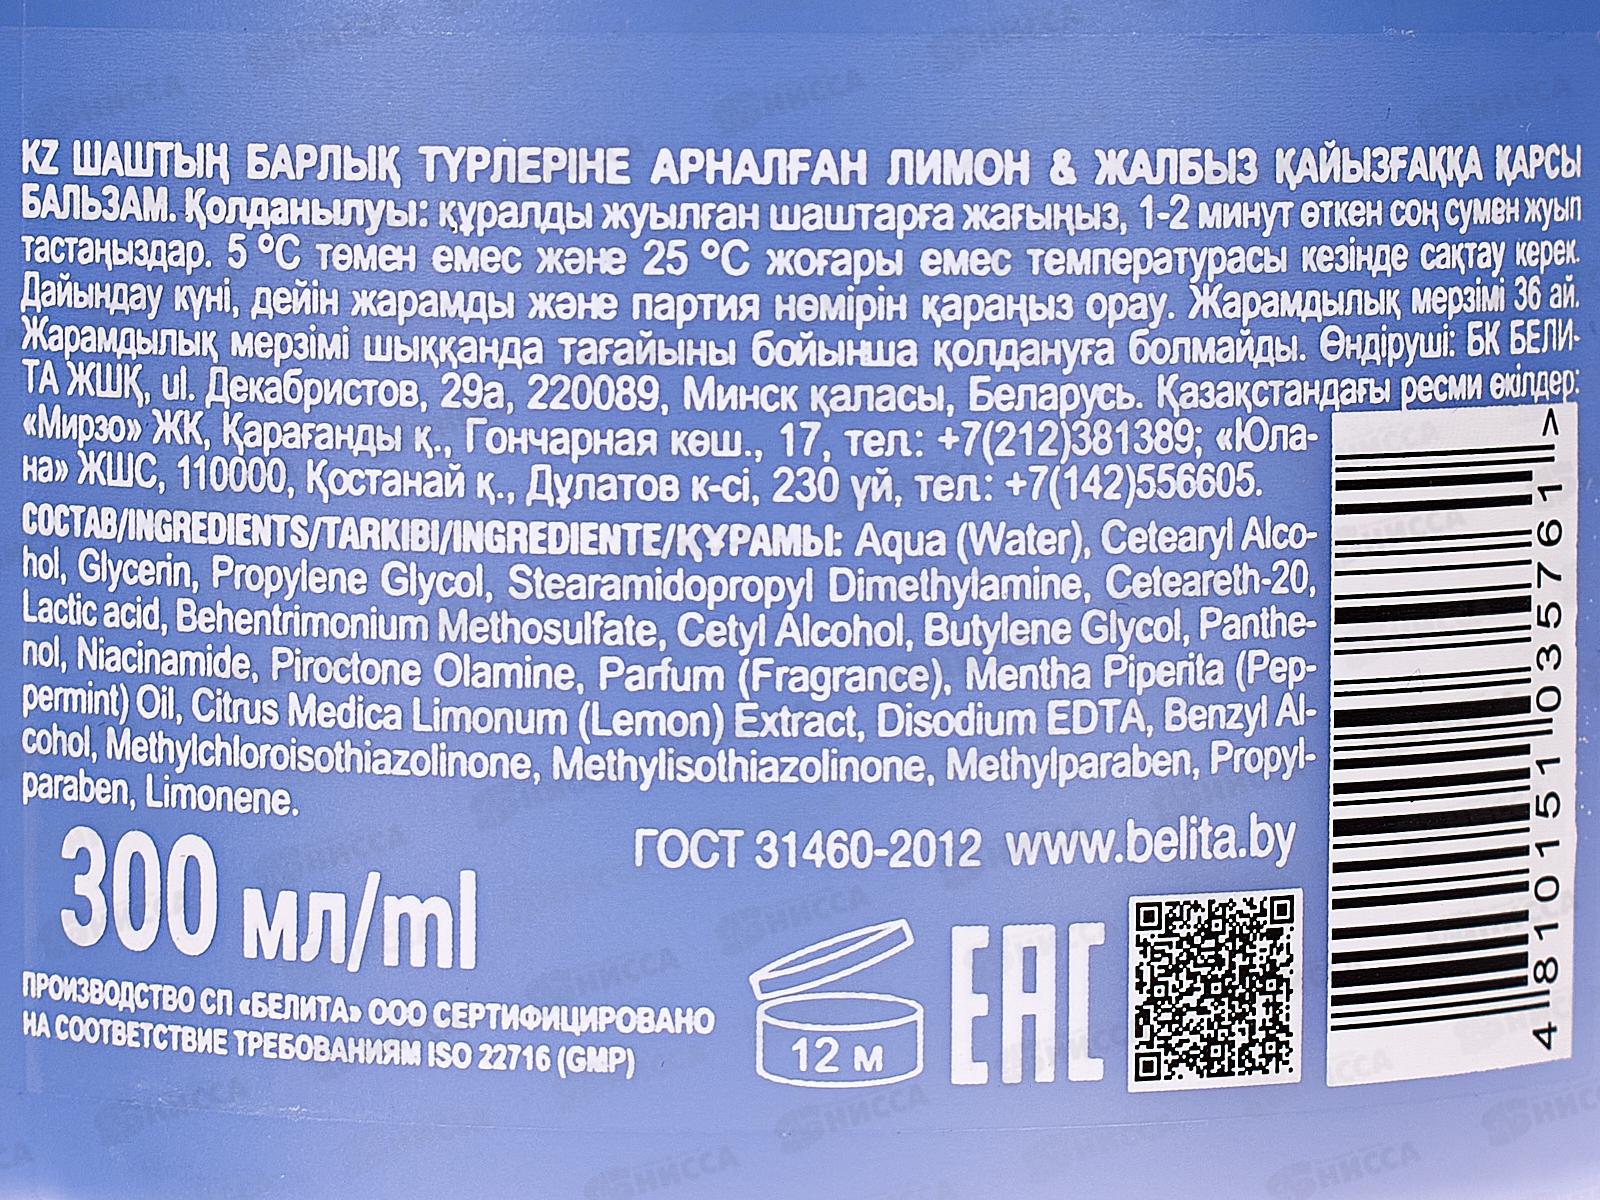 KZ ШАШТЫҢ БАРЛЫҚ ТҮРЛЕРІНЕ АРНАЛҒАН ЛИМОН & ЖАЛБЫЗ ҚАЙЫЗҒАҚҚА ҚАРСЫ
БАЛЬЗАМ. Қолданылуы: құралды жуылған шаштарға жағыңыз, 1-2 минут өткен соң сумен жуып
тастаңыздар. 5 °С төмен емес және 25 °С жоғары емес температурасы кезінде сақтау керек.
Дайындау күні, дейін жарамды және партия нөмірін қараңыз орау. Жарамдылық мерзімі 36 ай.
Жарамдылық мерзімі шыққанда тағайыны бойынша қолдануға болмайды. Өндіруші: БК БЕЛИ-
ТА ЖШҚ, ul. Декабристов, 29а, 220089, Минск қаласы, Беларусь. Қазақстандағы ресми өкілдер:
«Мирзо» ЖК, Қарағанды қ., Гончарная көш., 17, тел.: +7(212)381389; «Юла-
на» ЖШС, 110000, Қостанай қ., Дұлатов к-сі, 230 үй, тел.: +7(142)556605.
СОСТАВ/INGREDIENTS/TARKIBI/INGREDIENTE/ҚҰРАМЫ: Aqua (Water), Cetearyl Alco-
hol, Glycerin, Propylene Glycol, Stearamidopropyl Dimethylamine, Ceteareth-20,
Lactic acid, Behentrimonium Methosulfate, Cetyl Alcohol, Butylene Glycol, Panthe-
nol, Niacinamide, Piroctone Olamine, Parfum (Fragrance), Mentha Piperita (Pep-
permint) Oil, Citrus Medica Limonum (Lemon) Extract, Disodium EDTA, Benzyl Al-
cohol, Methylchloroisothiazolinone, Methylisothiazolinone, Methylparaben, Propyl-
paraben, Limonene.
ГОСТ 31460-2012 www.belita.by
300 мл/ml
ПРОИЗВОДСТВО СП «БЕЛИТА» ООО СЕРТИФИЦИРОВАНО
НА СООТВЕТСТВИЕ ТРЕБОВАНИЯМ ISO 22716 (GMP)
12 м
EAC
4 810151 035761 >
НИССА